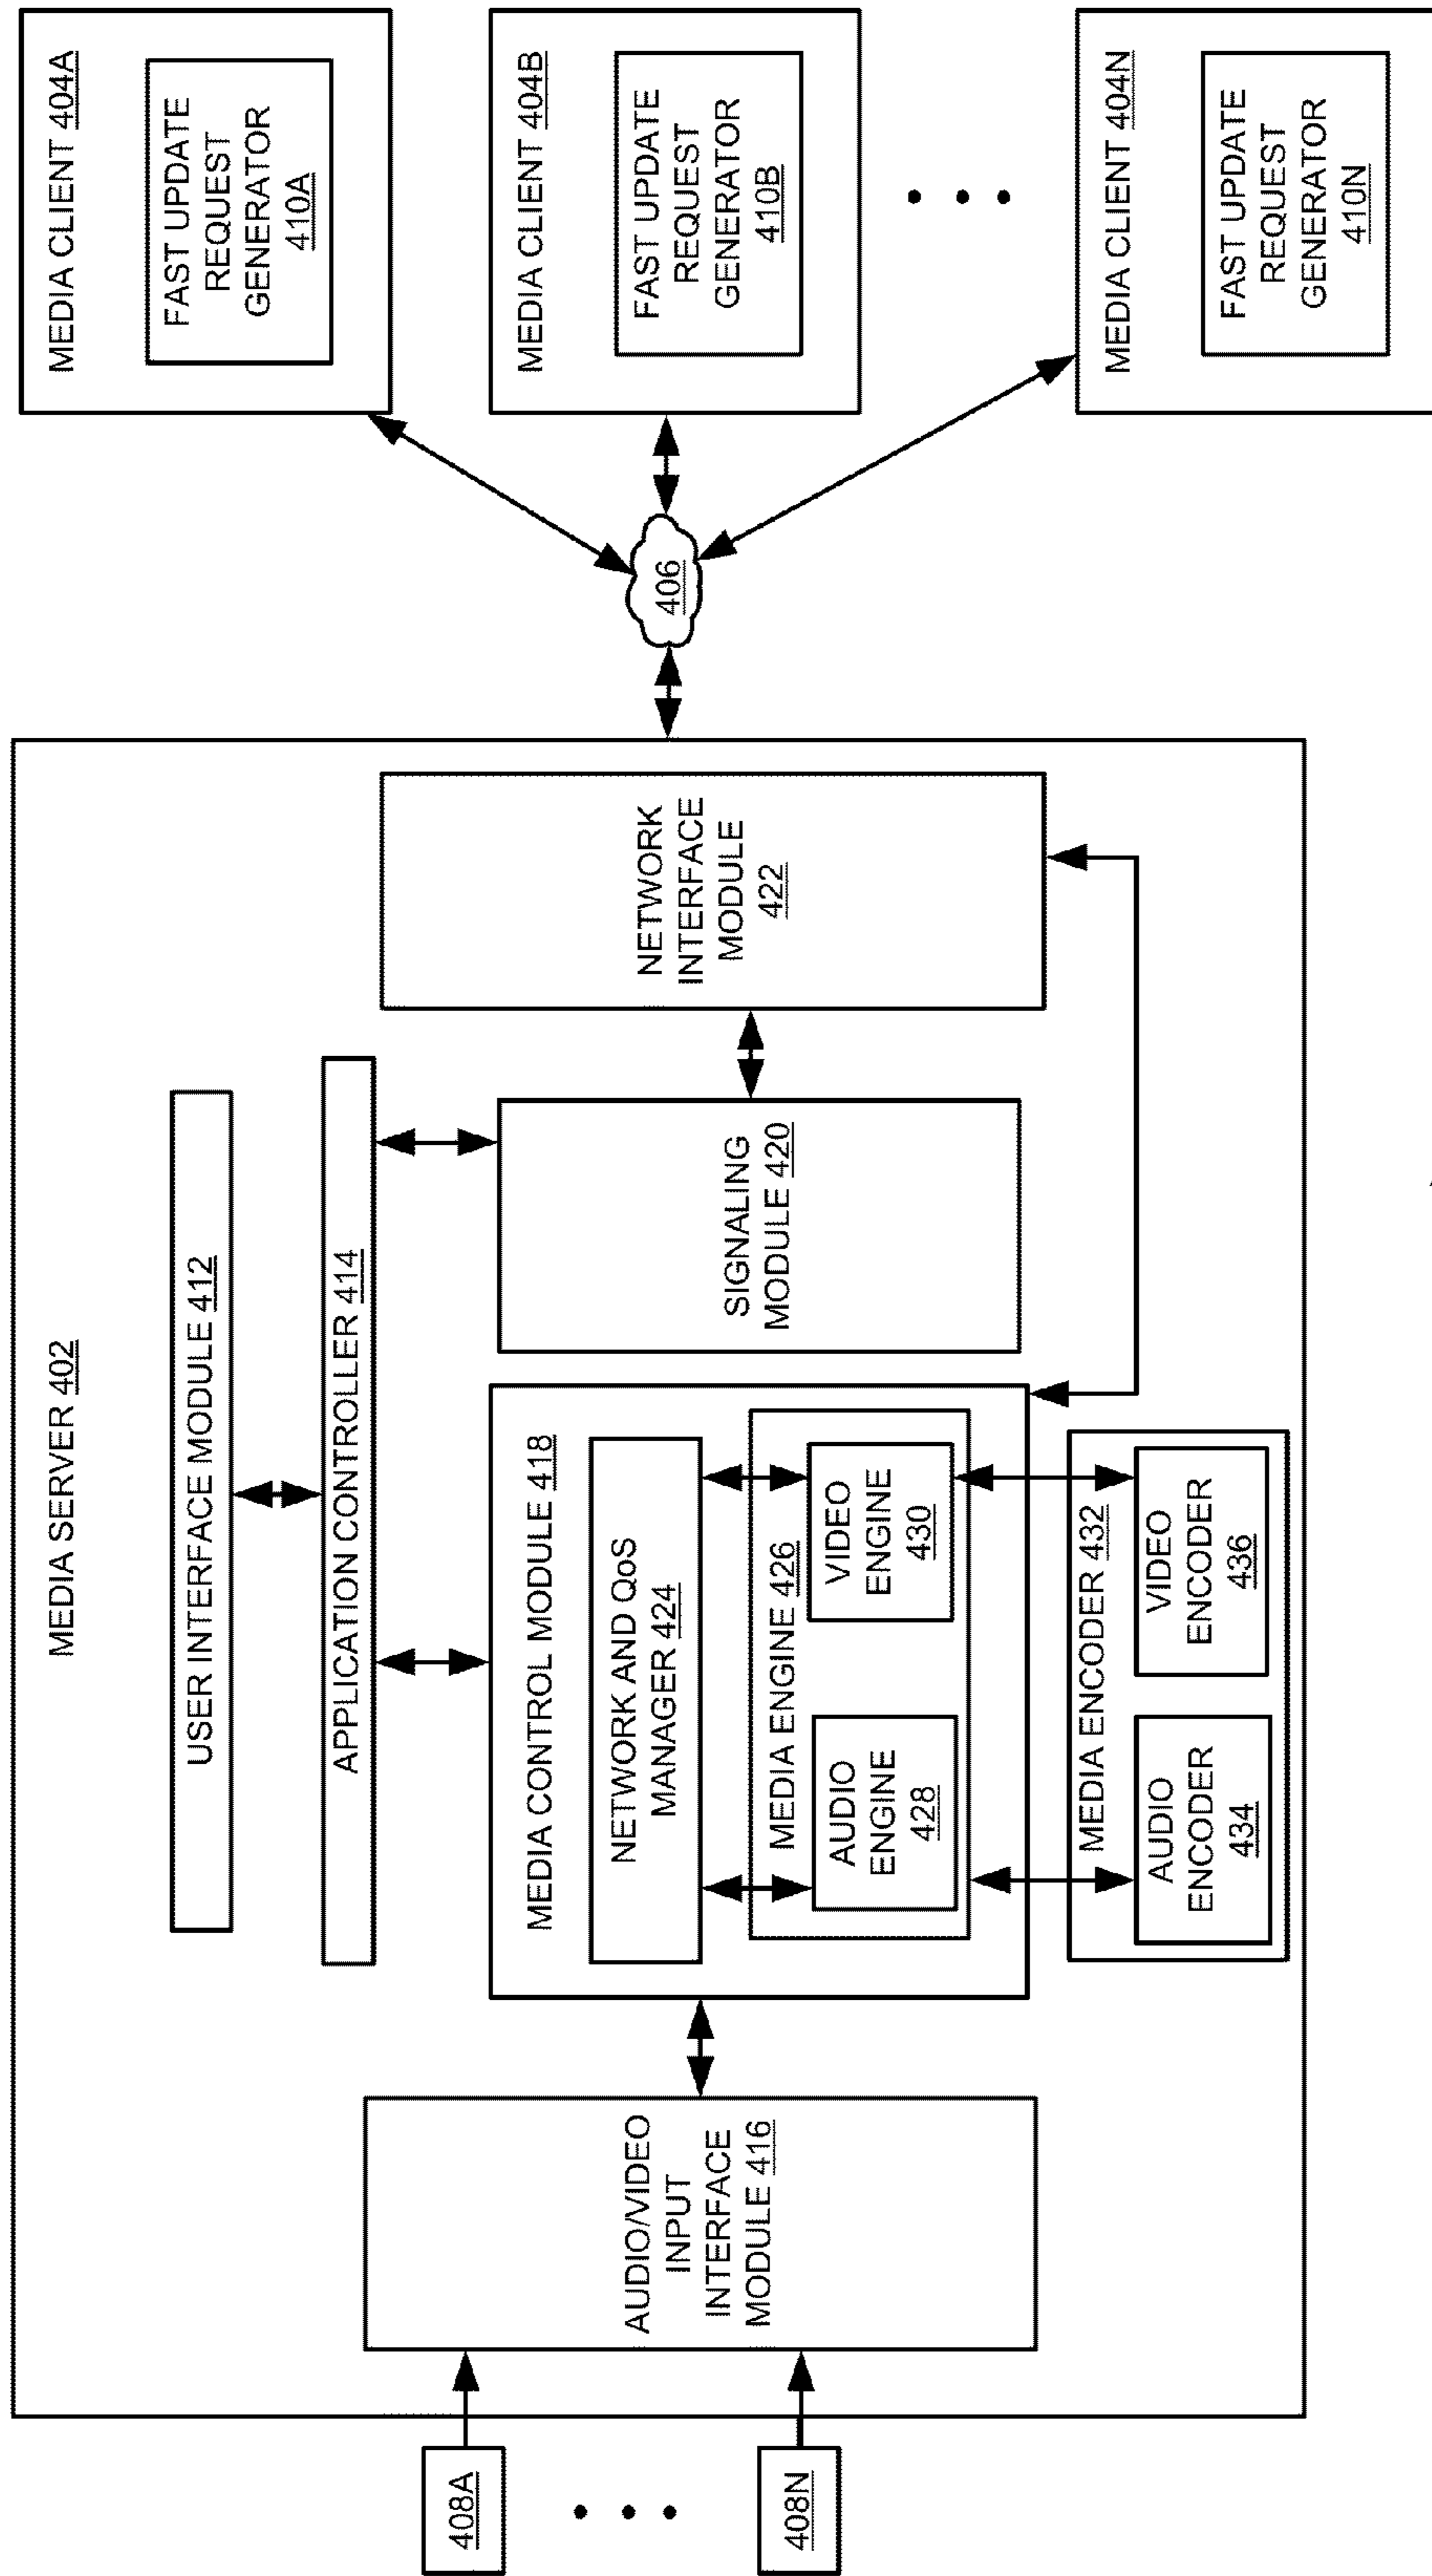 MEDIA SERVER 402
USER INTERFACE MODULE 412
APPLICATION CONTROLLER 414
408A
408N
AUDIO/VIDEO
INPUT
INTERFACE
MODULE 416
MEDIA CONTROL MODULE 418
NETWORK AND QoS
MANAGER 424
MEDIA ENGINE 426
AUDIO
ENGINE
428
VIDEO
ENGINE
430
MEDIA ENCODER 432
AUDIO
ENCODER
434
VIDEO
ENCODER
436
SIGNALING
MODULE 420
NETWORK
INTERFACE
MODULE
422
406
MEDIA CLIENT 404A
FAST UPDATE
REQUEST
GENERATOR
410A
MEDIA CLIENT 404B
FAST UPDATE
REQUEST
GENERATOR
410B
MEDIA CLIENT 404N
FAST UPDATE
REQUEST
GENERATOR
410N